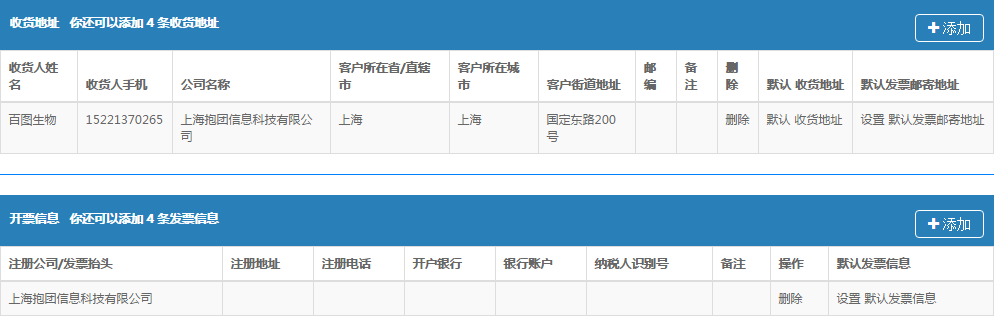 收货地址 你还可以添加 4 条收货地址
添加
收货人姓名 收货人手机 公司名称 客户所在省/直辖市 客户所在城市 客户街道地址 邮编 备注 删除 默认 收货地址 默认发票邮寄地址
百图生物 15221370265 上海抱团信息科技有限公司 上海 上海 国定东路200号 删除 默认 收货地址 设置 默认发票邮寄地址
开票信息 你还可以添加 4 条发票信息
添加
注册公司/发票抬头 注册地址 注册电话 开户银行 银行账户 纳税人识别号 备注 操作 默认发票信息
上海抱团信息科技有限公司 删除 设置 默认发票信息